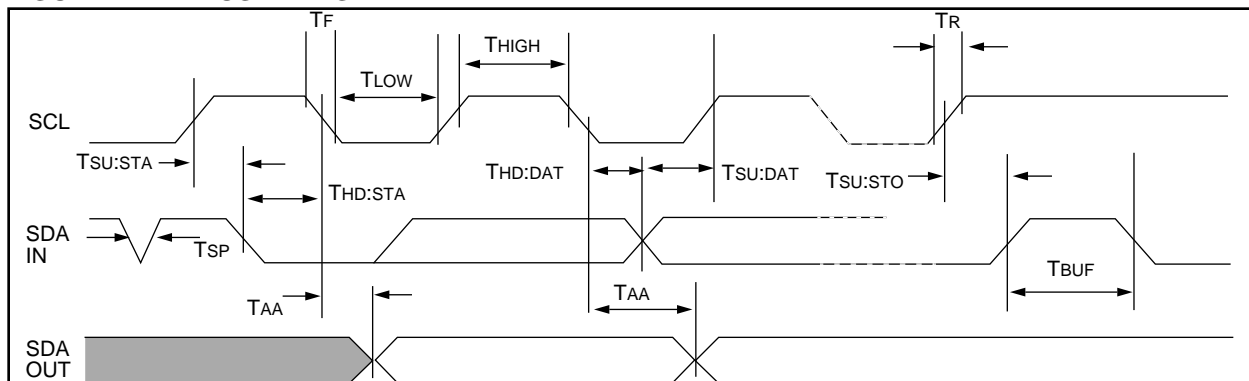 TF
TR
THIGH
TLOW
SCL
TSU:STA
THD:STA
THD:DAT
TSU:DAT
TSU:STO
SDA
IN
TSP
TBUF
TAA
TAA
SDA
OUT